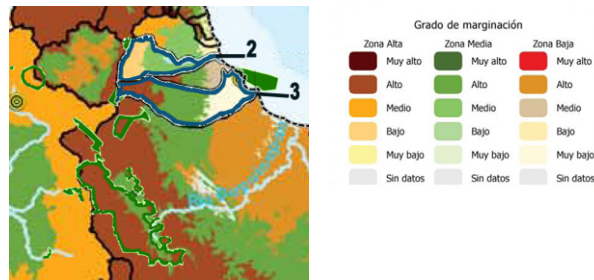 2
3
Grado de marginación
Zona Alta Zona Media Zona Baja
Muy alto Muy alto Muy alto
Alto Alto Alto
Medio Medio Medio
Bajo Bajo Bajo
Muy bajo Muy bajo Muy bajo
Sin datos Sin datos Sin datos